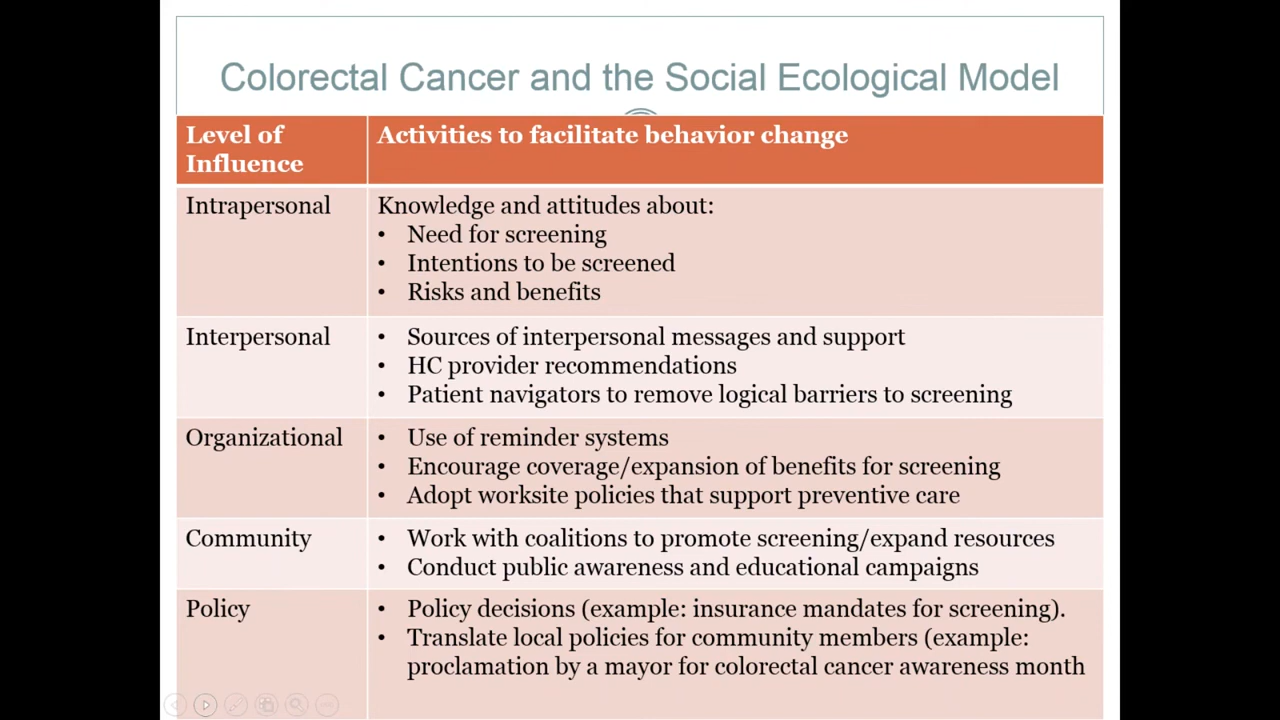 Colorectal Cancer and the Social Ecological Model
Level of Influence
Activities to facilitate behavior change
Intrapersonal
Knowledge and attitudes about:
• Need for screening
• Intentions to be screened
• Risks and benefits
Interpersonal
• Sources of interpersonal messages and support
• HC provider recommendations
• Patient navigators to remove logical barriers to screening
Organizational
• Use of reminder systems
• Encourage coverage/expansion of benefits for screening
• Adopt worksite policies that support preventive care
Community
• Work with coalitions to promote screening/expand resources
• Conduct public awareness and educational campaigns
Policy
• Policy decisions (example: insurance mandates for screening).
• Translate local policies for community members (example:
proclamation by a mayor for colorectal cancer awareness month